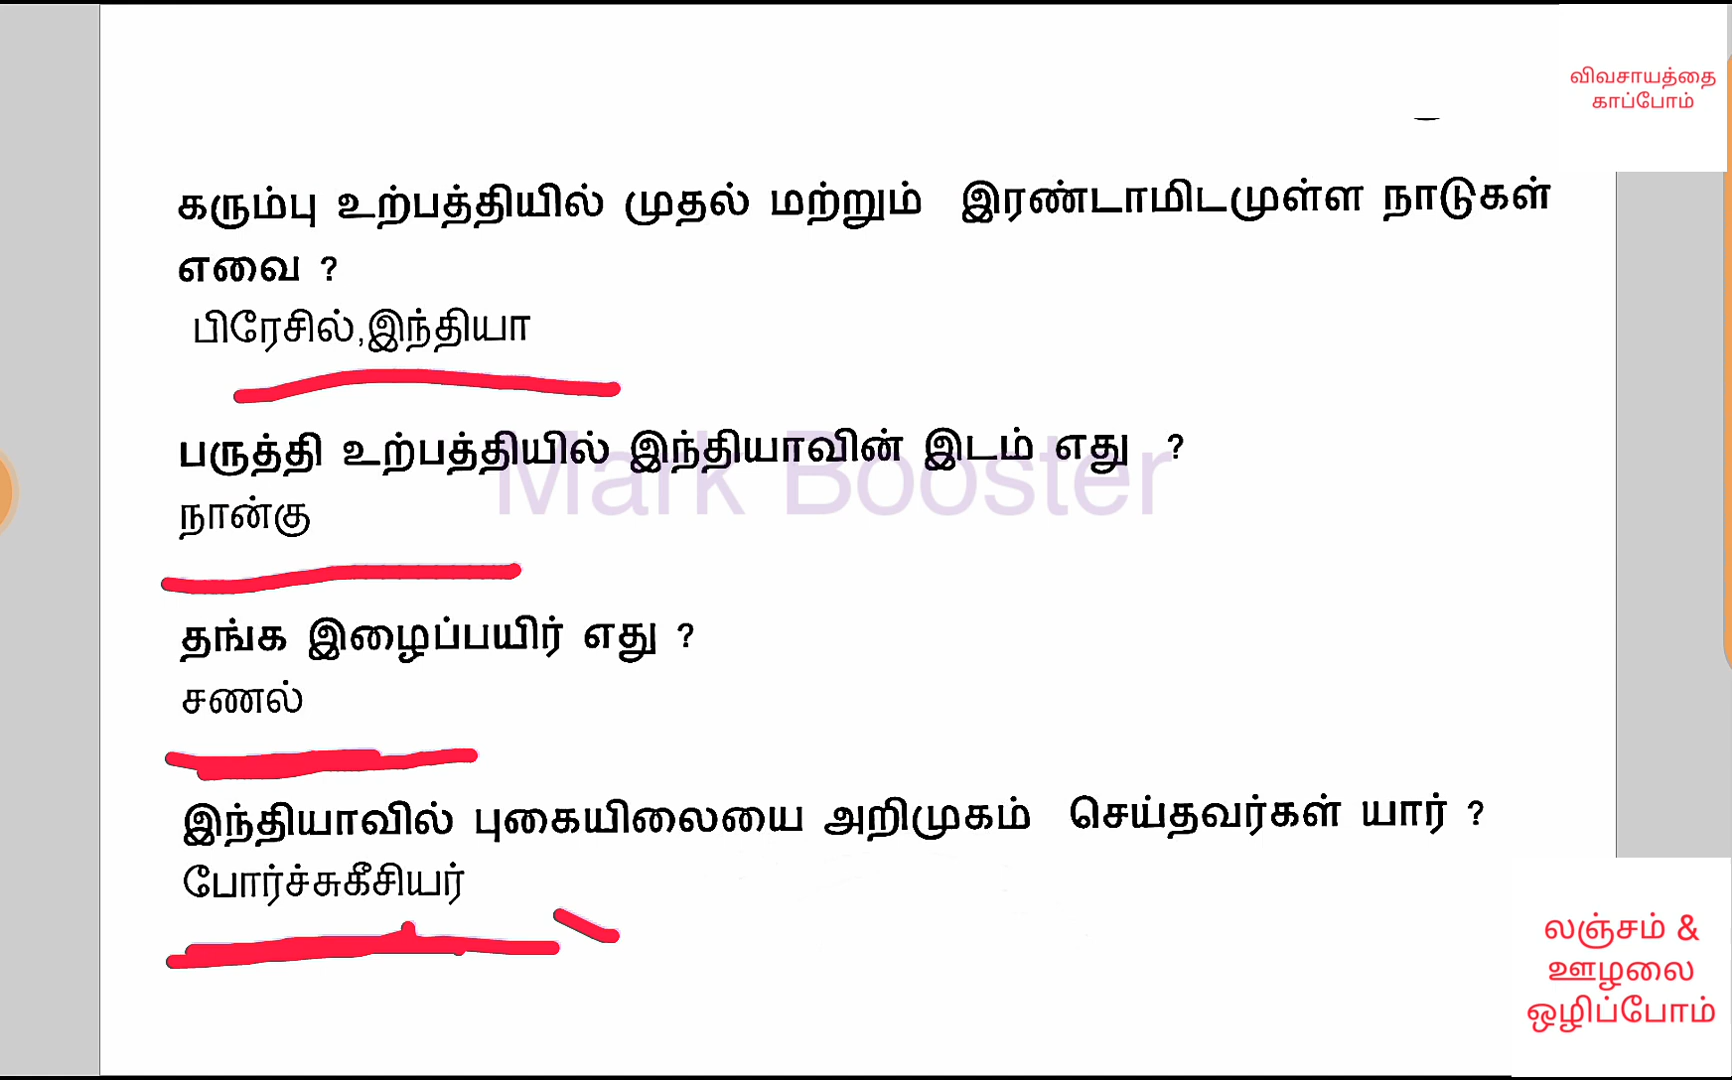 விவசாயத்தை
காப்போம்
கரும்பு உற்பத்தியில் முதல் மற்றும் இரண்டாமிடமுள்ள நாடுகள்
எவை ?
பிரேசில்,இந்தியா
பருத்தி உற்பத்தியில் இந்தியாவின் இடம் எது ?
Mark Booster
நான்கு
தங்க இழைப்பயிர் எது ?
சணல்
இந்தியாவில் புகையிலையை அறிமுகம் செய்தவர்கள் யார் ?
போர்ச்சுகீசியர்
லஞ்சம் &
ஊழலை
ஒழிப்போம்